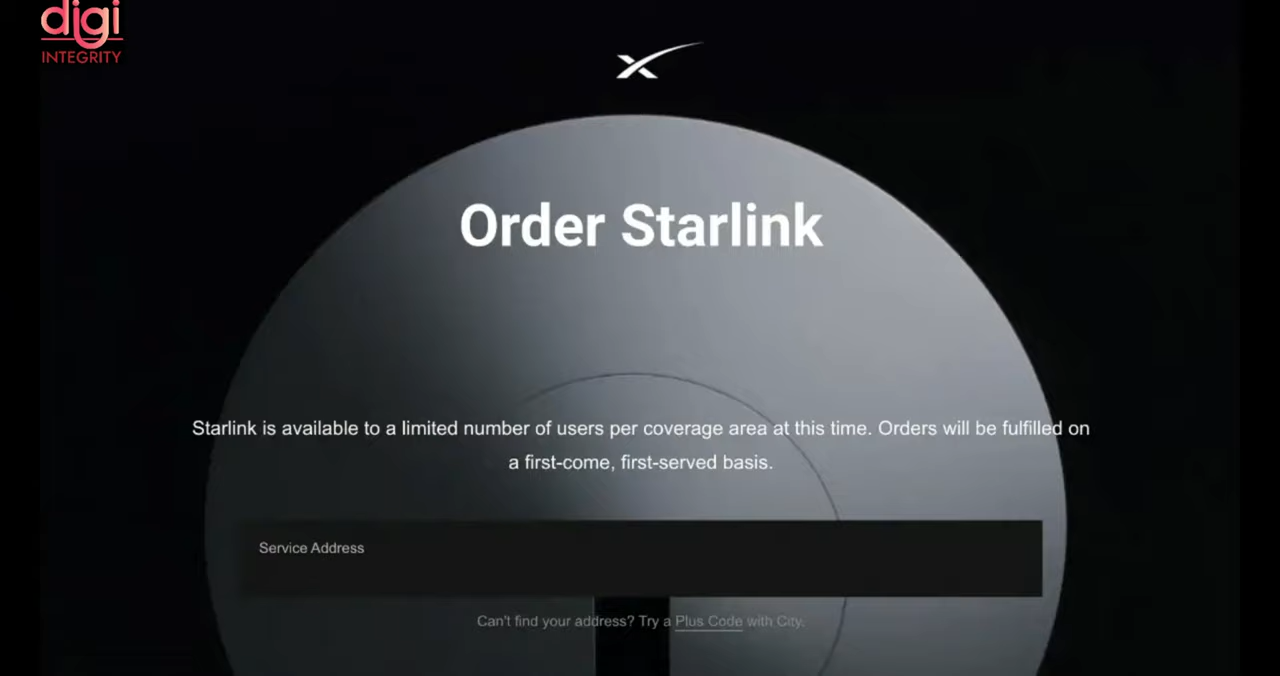 digi
INTEGRITY
Order Starlink
Starlink is available to a limited number of users per coverage area at this time. Orders will be fulfilled on
a first-come, first-served basis.
Service Address
Can't find your address? Try a Plus Code with City.